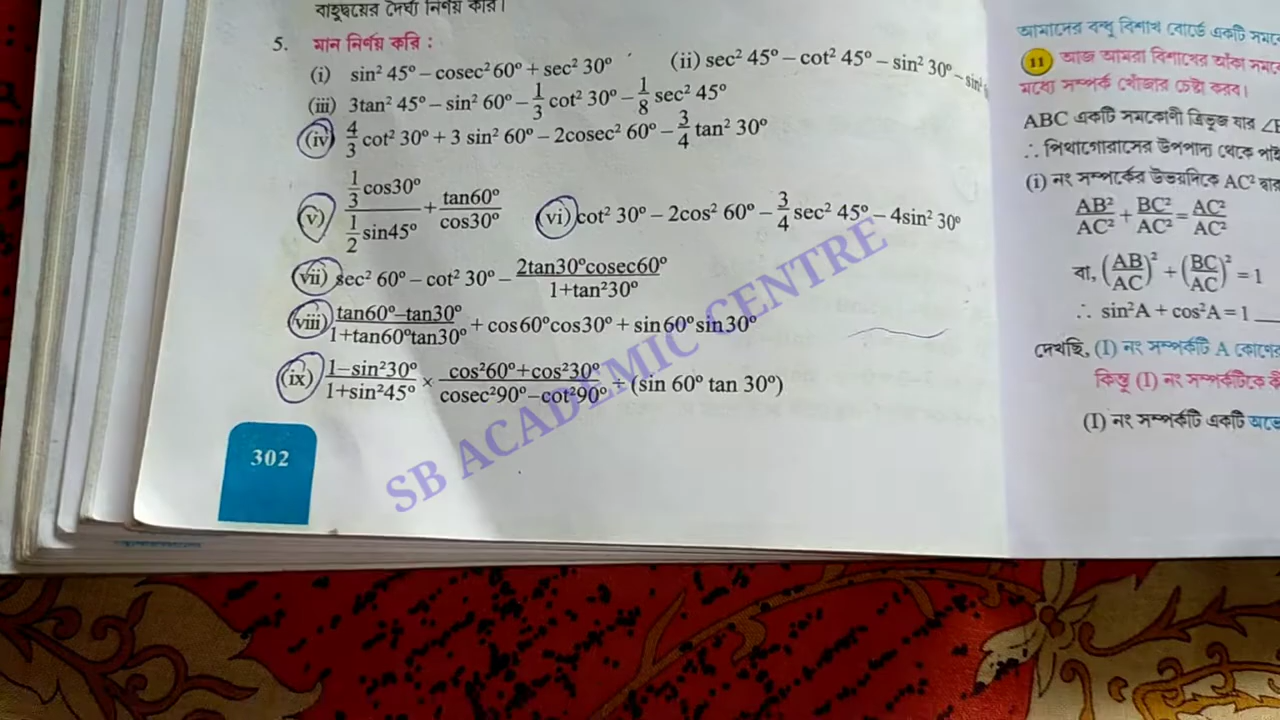 বাহুদ্বয়ের দৈর্ঘ্য নির্ণয় করি।
5. মান নির্ণয় করি :
(i) sin² 45° – cosec² 60° + sec² 30° (ii) sec² 45° – cot² 45° – sin² 30° – sin²
(iii) 3tan² 45° – sin² 60° – 1/3 cot² 30° – 1/8 sec² 45°
(iv) 4/3 cot² 30° + 3 sin² 60° – 2cosec² 60° – 3/4 tan² 30°
(v) (1/3 cos30°)/(1/2 sin45°) + tan60°/cos30° (vi) cot² 30° – 2cos² 60° – 3/4 sec² 45° – 4sin² 30°
(vii) sec² 60° – cot² 30° – (2tan30°cosec60°)/(1+tan²30°)
(viii) (tan60°–tan30°)/(1+tan60°tan30°) + cos60°cos30° + sin60°sin30°
(ix) (1–sin²30°)/(1+sin²45°) × (cos²60°+cos²30°)/(cosec²90°–cot²90°) ÷ (sin 60° tan 30°)
302
SB ACADEMIC CENTRE
আমাদের বন্ধু বিশাখ বোর্ডে একটি
11 আজ আমরা বিশাখের আঁকা
মধ্যে সম্পর্ক খোঁজার চেষ্টা করব।
ABC একটি সমকোণী ত্রিভুজ যার
∴ পিথাগোরাসের উপপাদ্য থেকে
(i) নং সম্পর্কের উভয়দিকে AC² দ্বারা
AB²/AC² + BC²/AC² = AC²/AC²
বা, (AB/AC)² + (BC/AC)² = 1
∴ sin²A + cos²A = 1
দেখছি, (I) নং সম্পর্কটি A কোণের
কিন্তু (I) নং সম্পর্কটিকে
(I) নং সম্পর্কটি একটি